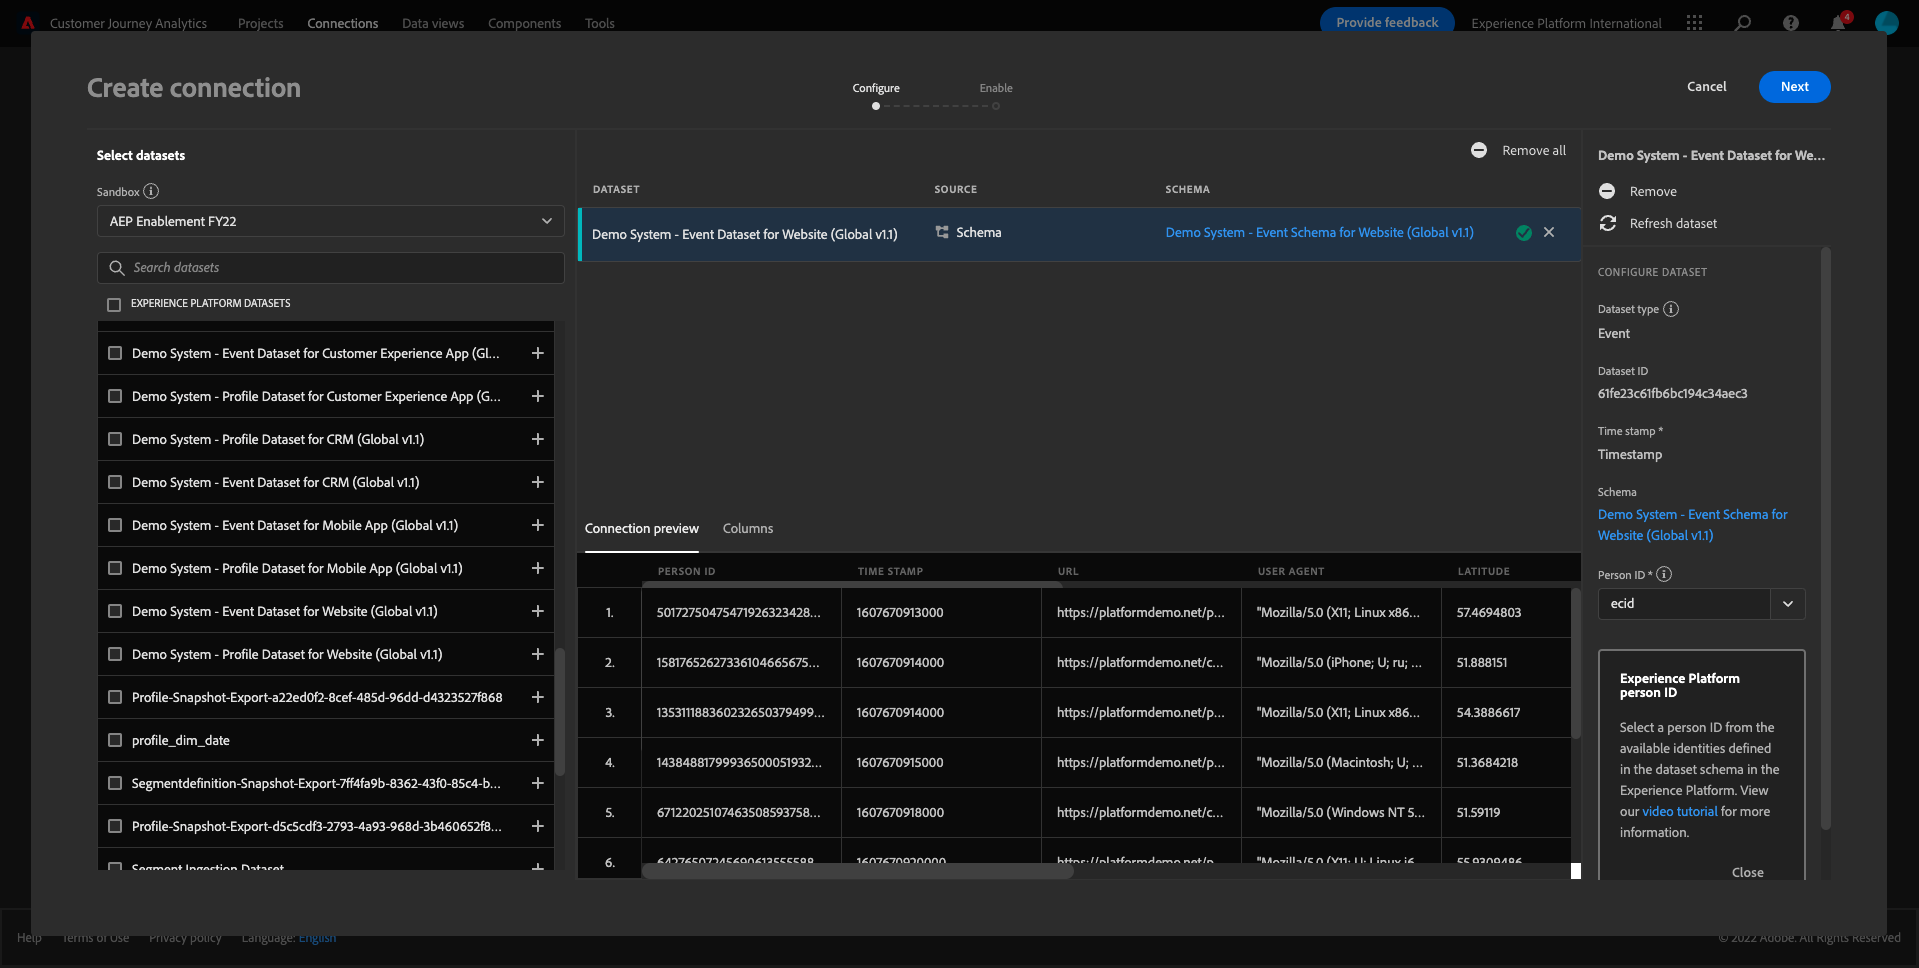 Customer Journey Analytics Projects Connections Data views Components Tools Provide feedback Experience Platform International 4
Create connection
Configure Enable
Cancel Next
Select datasets
Sandbox
AEP Enablement FY22
Search datasets
EXPERIENCE PLATFORM DATASETS
Demo System - Event Dataset for Customer Experience App (Gl...
Demo System - Profile Dataset for Customer Experience App (G...
Demo System - Profile Dataset for CRM (Global v1.1)
Demo System - Event Dataset for CRM (Global v1.1)
Demo System - Event Dataset for Mobile App (Global v1.1)
Demo System - Profile Dataset for Mobile App (Global v1.1)
Demo System - Event Dataset for Website (Global v1.1)
Demo System - Profile Dataset for Website (Global v1.1)
Profile-Snapshot-Export-a22ed0f2-8cef-485d-96dd-d4323527f868
profile_dim_date
Segmentdefinition-Snapshot-Export-7ff4fa9b-8362-43f0-85c4-b...
Profile-Snapshot-Export-d5c5cdf3-2793-4a93-968d-3b460652f8...
Segment Ingestion Dataset
Remove all
DATASET SOURCE SCHEMA
Demo System - Event Dataset for Website (Global v1.1) Schema Demo System - Event Schema for Website (Global v1.1)
Connection preview Columns
PERSON ID TIME STAMP URL USER AGENT LATITUDE
1. 50172750475471926323428... 1607670913000 https://platformdemo.net/p... "Mozilla/5.0 (X11; Linux x86... 57.4694803
2. 15817652627336104665675... 1607670914000 https://platformdemo.net/c... "Mozilla/5.0 (iPhone; U; ru; ... 51.888151
3. 135311188360232650379499... 1607670914000 https://platformdemo.net/p... "Mozilla/5.0 (X11; Linux x86... 54.3886617
4. 14384881799936500051932... 1607670915000 https://platformdemo.net/p... "Mozilla/5.0 (Macintosh; U; ... 51.3684218
5. 67122025107463508593758... 1607670918000 https://platformdemo.net/c... "Mozilla/5.0 (Windows NT 5... 51.59119
6. 64276507245690613555588... 1607670920000 https://platformdemo.net/p... "Mozilla/5.0 (X11; U; Linux i6... 55.9309486
Demo System - Event Dataset for We...
Remove
Refresh dataset
CONFIGURE DATASET
Dataset type
Event
Dataset ID
61fe23c61fb6bc194c34aec3
Time stamp *
Timestamp
Schema
Demo System - Event Schema for
Website (Global v1.1)
Person ID *
ecid
Experience Platform
person ID
Select a person ID from the
available identities defined
in the dataset schema in the
Experience Platform. View
our video tutorial for more
information.
Close
Help Terms of Use Privacy policy Language: English © 2022 Adobe. All Rights Reserved